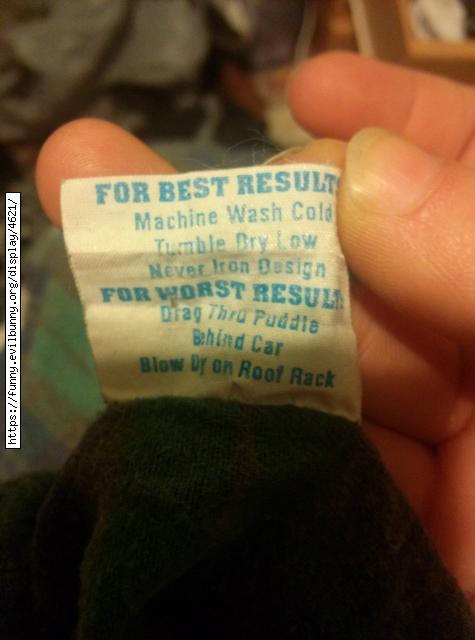 FOR BEST RESULTS
Machine Wash Cold
Tumble Dry Low
Never Iron Design
FOR WORST RESULT
Drag Thru Puddle
Behind Car
Blow Dry on Roof Rack
https://funny.evilbunny.org/display/4621/